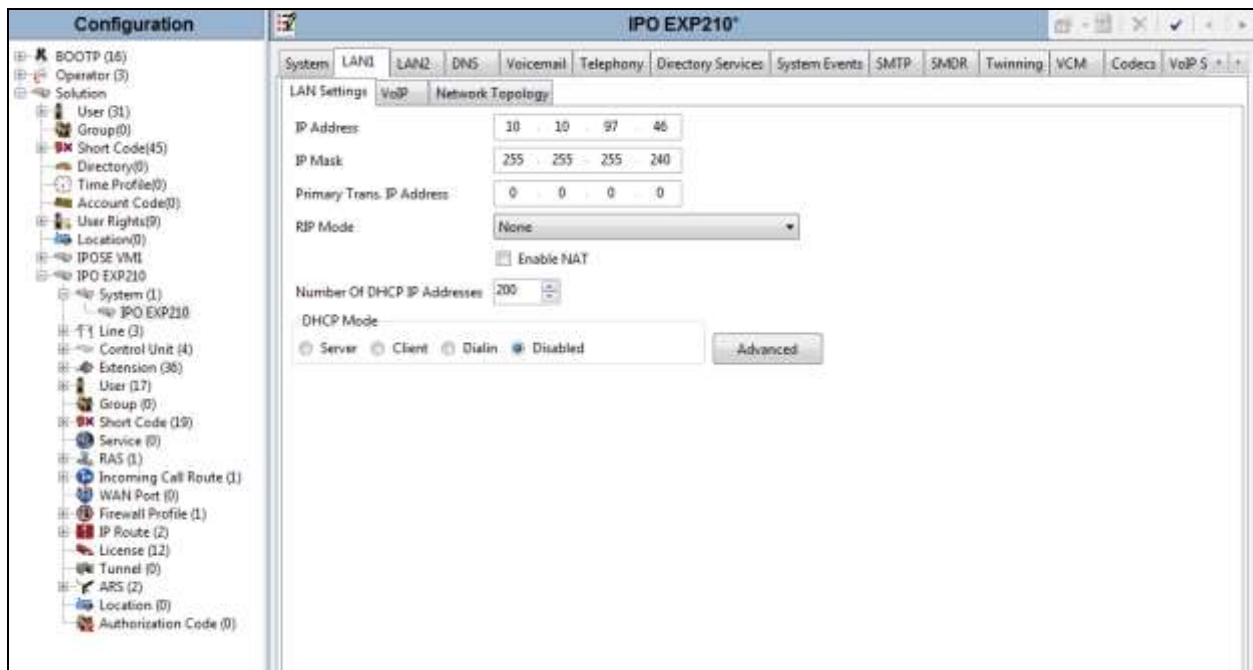 Configuration
BOOTP (16)
Operator (3)
Solution
User (31)
Group(0)
Short Code(45)
Directory(0)
Time Profile(0)
Account Code(0)
User Rights(9)
Location(0)
IPOSE VM1
IPO EXP210
System (1)
IPO EXP210
Line (3)
Control Unit (4)
Extension (36)
User (17)
Group (0)
Short Code (19)
Service (0)
RAS (1)
Incoming Call Route (1)
WAN Port (0)
Firewall Profile (1)
IP Route (2)
License (12)
Tunnel (0)
ARS (2)
Location (0)
Authorization Code (0)
IPO EXP210*
System LAN1 LAN2 DNS Voicemail Telephony Directory Services System Events SMTP SMDR Twinning VCM Codecs VoIP S
LAN Settings VoIP Network Topology
IP Address 10 . 10 . 97 . 46
IP Mask 255 . 255 . 255 . 240
Primary Trans. IP Address 0 . 0 . 0 . 0
RIP Mode None
Enable NAT
Number Of DHCP IP Addresses 200
DHCP Mode
Server Client Dialin Disabled Advanced